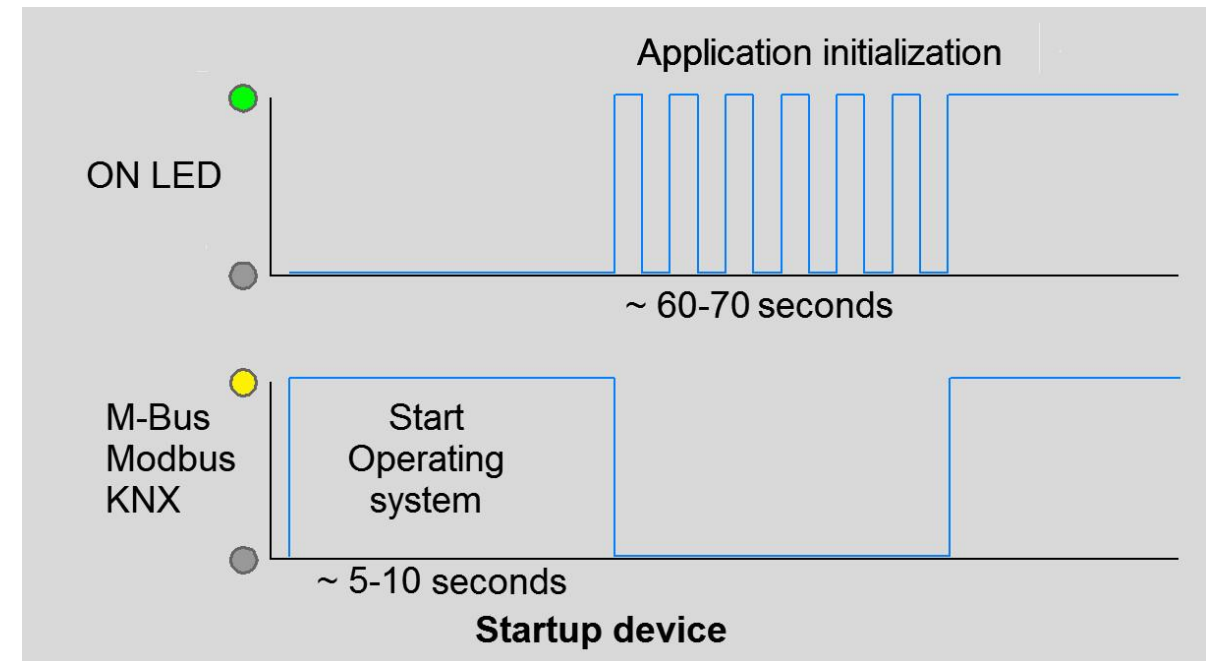 Application initialization
ON LED
~ 60-70 seconds
M-Bus
Modbus
KNX
Start
Operating
system
~ 5-10 seconds
Startup device